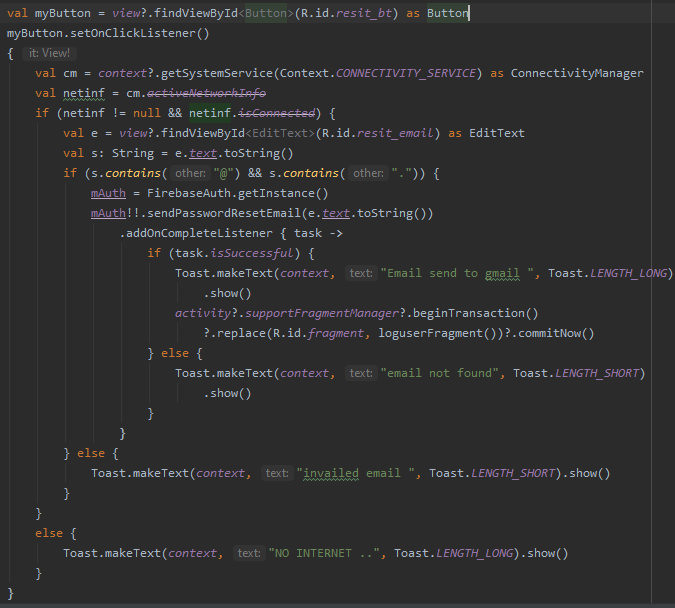 val myButton = view?.findViewById<Button>(R.id.resit_bt) as Button
myButton.setOnClickListener()
{ it: View!
    val cm = context?.getSystemService(Context.CONNECTIVITY_SERVICE) as ConnectivityManager
    val netinf = cm.activeNetworkInfo
    if (netinf != null && netinf.isConnected) {
        val e = view?.findViewById<EditText>(R.id.resit_email) as EditText
        val s: String = e.text.toString()
        if (s.contains( other: "@") && s.contains( other: ".")) {
            mAuth = FirebaseAuth.getInstance()
            mAuth!!.sendPasswordResetEmail(e.text.toString())
                .addOnCompleteListener { task ->
                    if (task.isSuccessful) {
                        Toast.makeText(context, text: "Email send to gmail ", Toast.LENGTH_LONG)
                            .show()
                        activity?.supportFragmentManager?.beginTransaction()
                            ?.replace(R.id.fragment, loguserFragment())?.commitNow()
                    } else {
                        Toast.makeText(context, text: "email not found", Toast.LENGTH_SHORT)
                            .show()
                    }
                }
        } else {
            Toast.makeText(context, text: "invailed email ", Toast.LENGTH_SHORT).show()
        }
    }
    else {
        Toast.makeText(context, text: "NO INTERNET ..", Toast.LENGTH_LONG).show()
    }
}